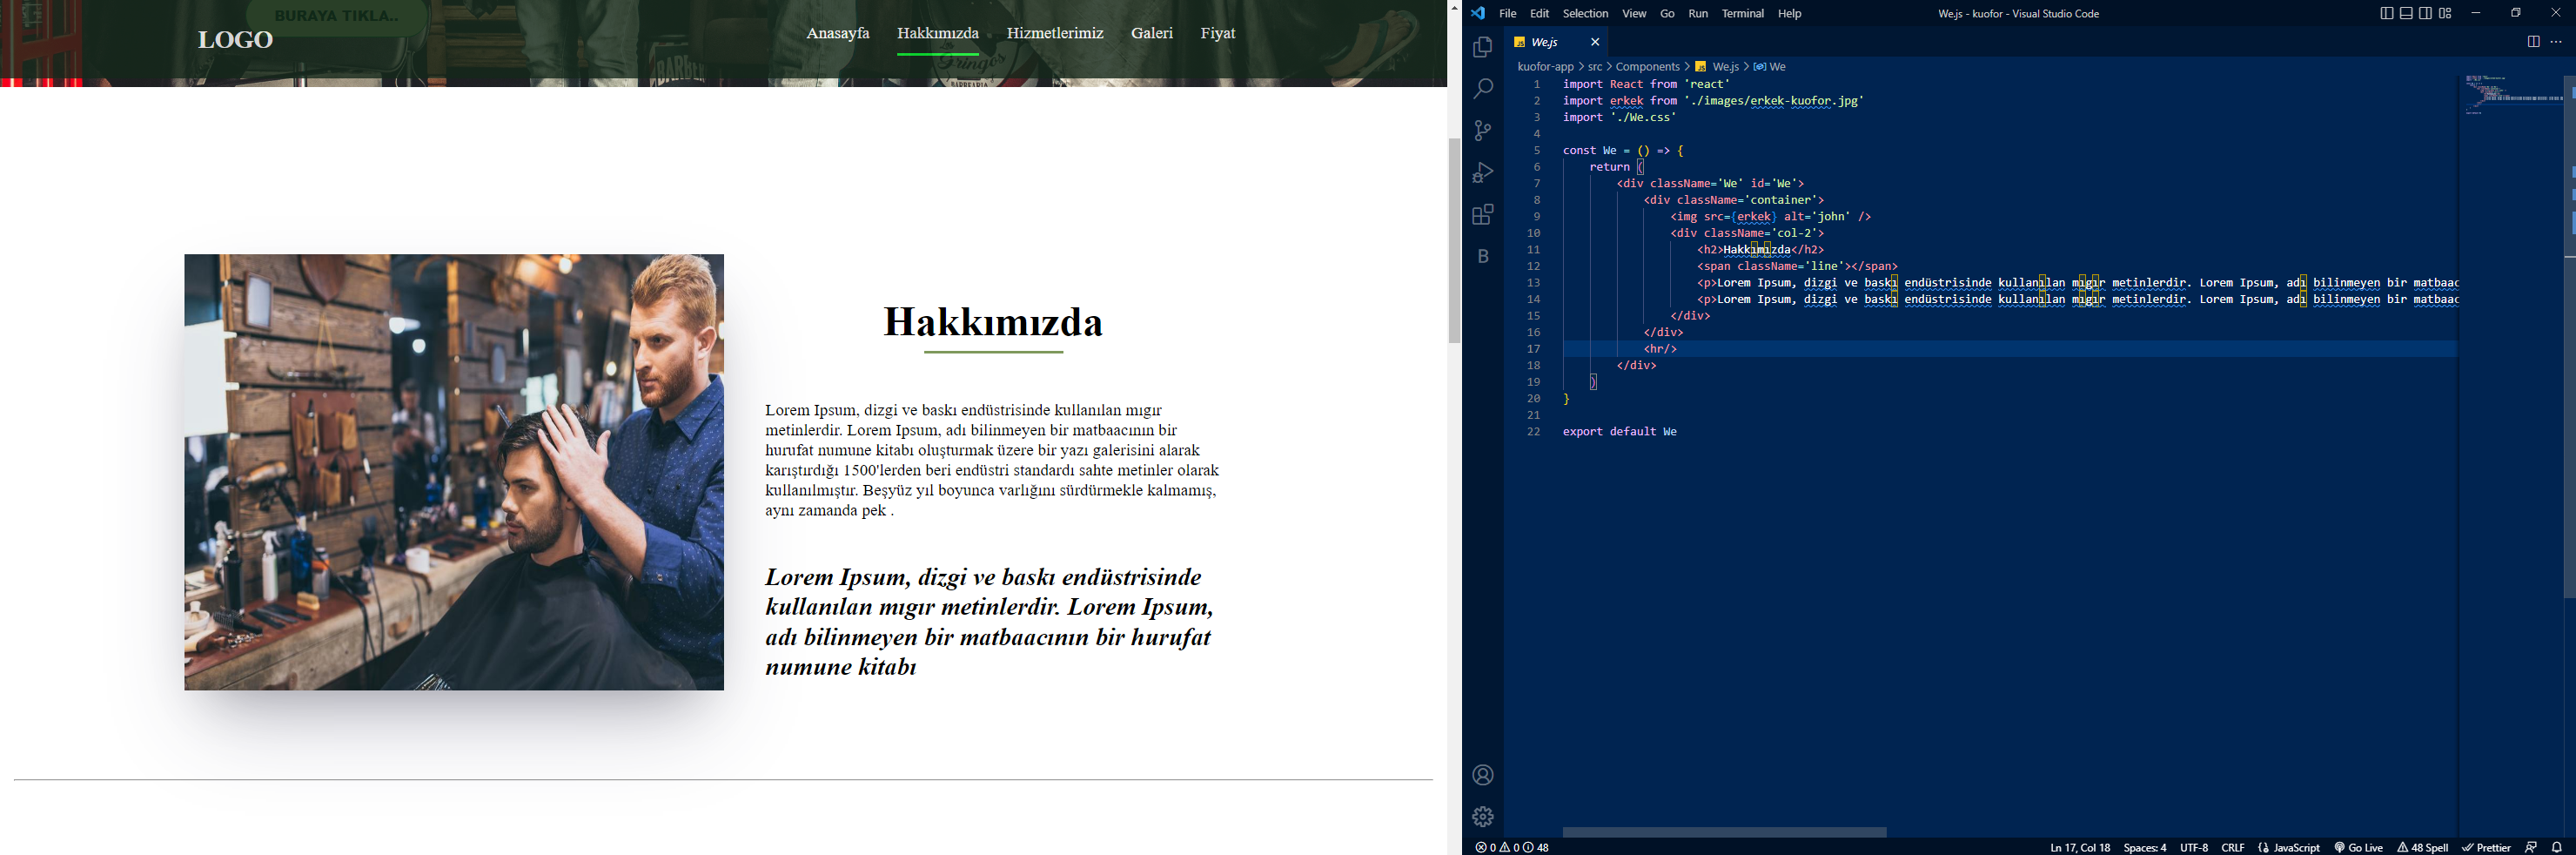 BURAYA TIKLA..
LOGO
Anasayfa Hakkımızda Hizmetlerimiz Galeri Fiyat
Gringos
Hakkımızda
Lorem Ipsum, dizgi ve baskı endüstrisinde kullanılan mıgır
metinlerdir. Lorem Ipsum, adı bilinmeyen bir matbaacının bir
hurufat numune kitabı oluşturmak üzere bir yazı galerisini alarak
karıştırdığı 1500'lerden beri endüstri standardı sahte metinler olarak
kullanılmıştır. Beşyüz yıl boyunca varlığını sürdürmekle kalmamış,
aynı zamanda pek .
Lorem Ipsum, dizgi ve baskı endüstrisinde
kullanılan mıgır metinlerdir. Lorem Ipsum,
adı bilinmeyen bir matbaacının bir hurufat
numune kitabı
File Edit Selection View Go Run Terminal Help
We.js - kuofor - Visual Studio Code
JS We.js
kuofor-app > src > Components > JS We.js > We
1 import React from 'react'
2 import erkek from './images/erkek-kuofor.jpg'
3 import './We.css'
4
5 const We = () => {
6 return (
7 <div className='We' id='We'>
8 <div className='container'>
9 <img src={erkek} alt='john' />
10 <div className='col-2'>
11 <h2>Hakkımızda</h2>
12 <span className='line'></span>
13 <p>Lorem Ipsum, dizgi ve baskı endüstrisinde kullanılan mıgır metinlerdir. Lorem Ipsum, adı bilinmeyen bir matbaac
14 <p>Lorem Ipsum, dizgi ve baskı endüstrisinde kullanılan mıgır metinlerdir. Lorem Ipsum, adı bilinmeyen bir matbaac
15 </div>
16 </div>
17 <hr/>
18 </div>
19 )
20 }
21
22 export default We
B
0 0 48
Ln 17, Col 18 Spaces: 4 UTF-8 CRLF JavaScript Go Live 48 Spell Prettier